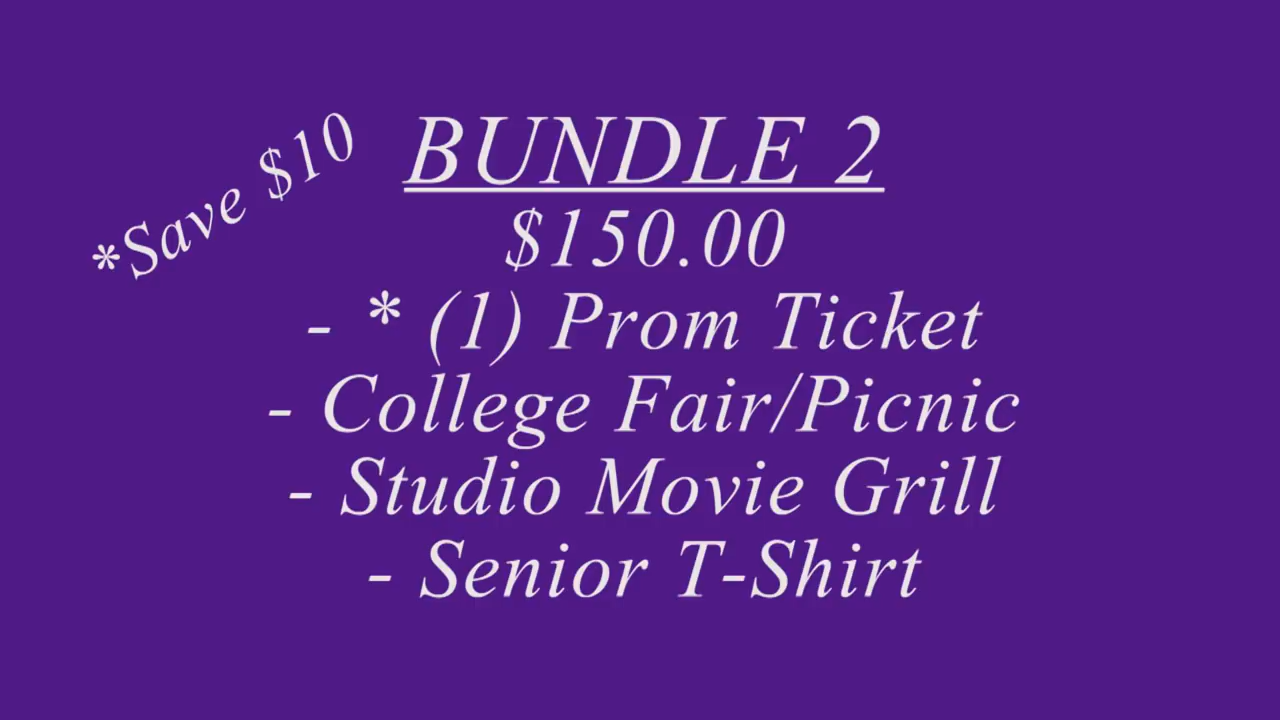 *Save $10
BUNDLE 2
$150.00
- * (1) Prom Ticket
- College Fair/Picnic
- Studio Movie Grill
- Senior T-Shirt